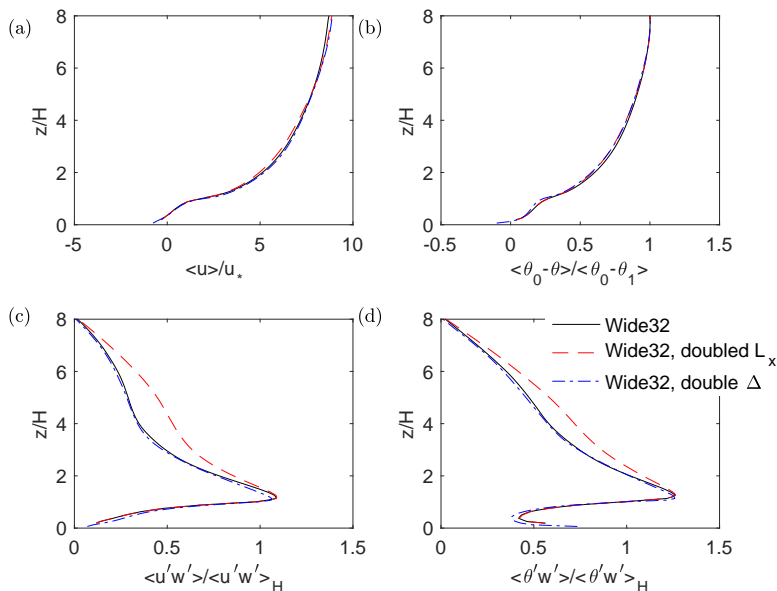 (a)
8
6
4
2
0
z/H
-5
0
5
10
<u>/u*
(b)
8
6
4
2
0
z/H
-0.5
0
0.5
1
1.5
<θ0-θ>/<θ0-θ1>
(c)
8
6
4
2
0
z/H
0
0.5
1
1.5
<u'w'>/<u'w'>H
(d)
8
6
4
2
0
z/H
0
0.5
1
1.5
<θ'w'>/<θ'w'>H
Wide32
Wide32, doubled Lx
Wide32, double Δ